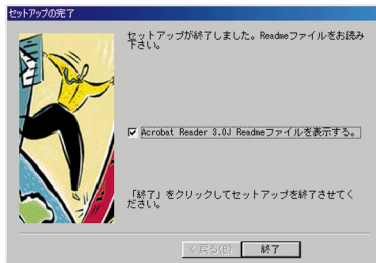 セットアップの完了
セットアップが終了しました。Readmeファイルをお読み
下さい。
Acrobat Reader 3.0J Readmeファイルを表示する。
「終了」をクリックしてセットアップを終了させてく
ださい。
< 戻る(B)
終了